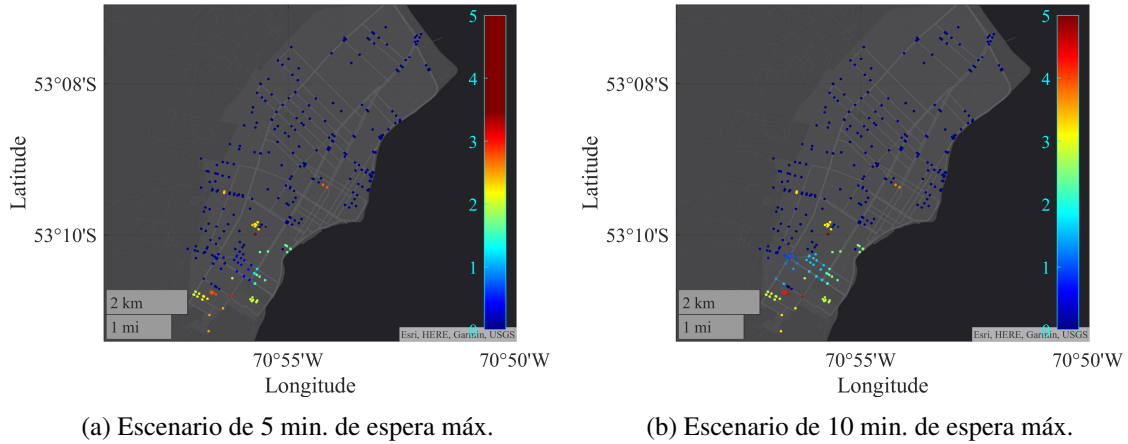 5
4
3
2
1
0
53°08'S
53°10'S
Latitude
2 km
1 mi
Esri, HERE, Garmin, USGS
70°55'W
70°50'W
Longitude
(a) Escenario de 5 min. de espera máx.
5
4
3
2
1
0
53°08'S
53°10'S
Latitude
2 km
1 mi
Esri, HERE, Garmin, USGS
70°55'W
70°50'W
Longitude
(b) Escenario de 10 min. de espera máx.